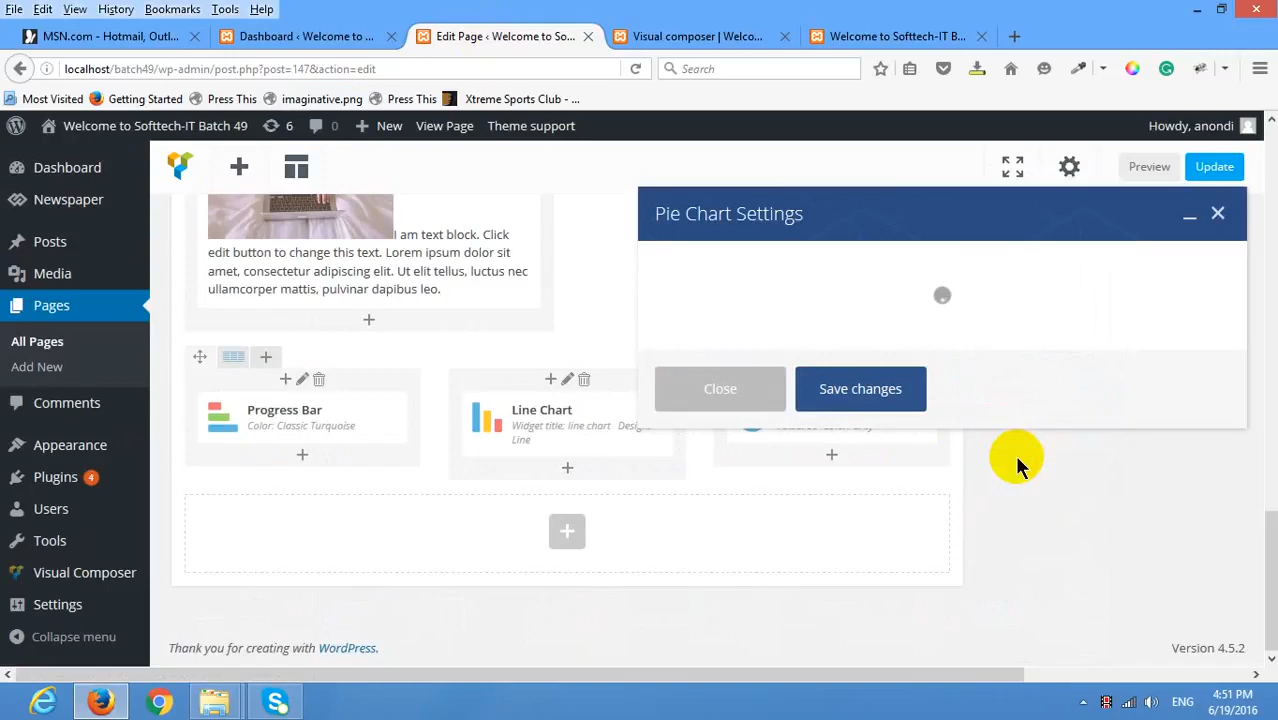 File Edit View History Bookmarks Tools Help
MSN.com - Hotmail, Outl...
Dashboard ‹ Welcome to ...
Edit Page ‹ Welcome to So...
Visual composer | Welco...
Welcome to Softtech-IT B...
localhost/batch49/wp-admin/post.php?post=147&action=edit
Search
Most Visited Getting Started Press This imaginative.png Press This Xtreme Sports Club - ...
Welcome to Softtech-IT Batch 49 6 0 New View Page Theme support Howdy, anondi
Dashboard
Newspaper
Posts
Media
Pages
All Pages
Add New
Comments
Appearance
Plugins 4
Users
Tools
Visual Composer
Settings
Collapse menu
Preview Update
Pie Chart Settings
Close Save changes
I am text block. Click
edit button to change this text. Lorem ipsum dolor sit
amet, consectetur adipiscing elit. Ut elit tellus, luctus nec
ullamcorper mattis, pulvinar dapibus leo.
Progress Bar
Color: Classic Turquoise
Line Chart
Widget title: line chart Desig
Line
Thank you for creating with WordPress.
Version 4.5.2
ENG
4:51 PM
6/19/2016